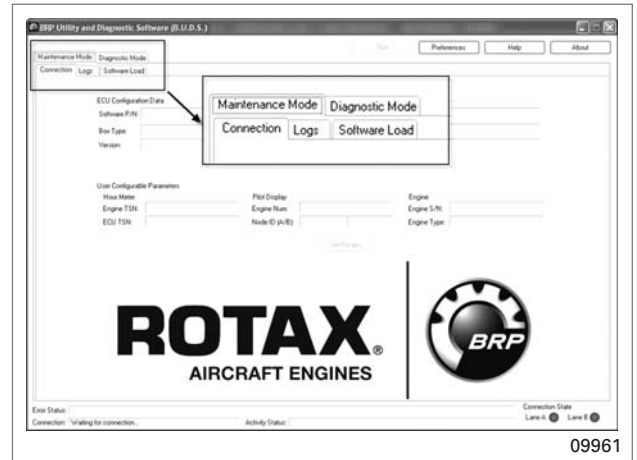 BRP Utility and Diagnostic Software (B.U.D.S.)
Preferences Help About
Maintenance Mode Diagnostic Mode
Connection Logs Software Load
Maintenance Mode Diagnostic Mode
Connection Logs Software Load
ECU Configuration Data
Software P/N:
Box Type:
Version:
User Configurable Parameters
Hour Meter Pilot Display Engine
Engine TSN: Engine Num: Engine S/N:
ECU TSN: Node ID (A/B): Engine Type:
ROTAX®
AIRCRAFT ENGINES
BRP
Error Status: Connection State
Connection: Waiting for connection... Activity Status: Lane A Lane B
09961